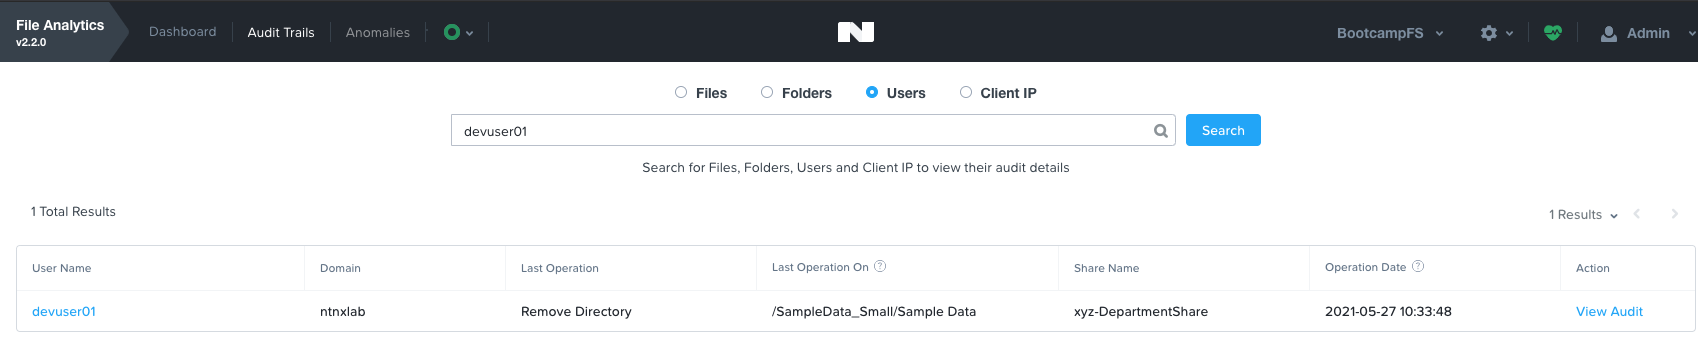 File Analytics
v2.2.0
Dashboard
Audit Trails
Anomalies
BootcampFS
Admin
Files
Folders
Users
Client IP
devuser01
Search
Search for Files, Folders, Users and Client IP to view their audit details
1 Total Results
1 Results
User Name Domain Last Operation Last Operation On ? Share Name Operation Date ? Action
devuser01 ntnxlab Remove Directory /SampleData_Small/Sample Data xyz-DepartmentShare 2021-05-27 10:33:48 View Audit